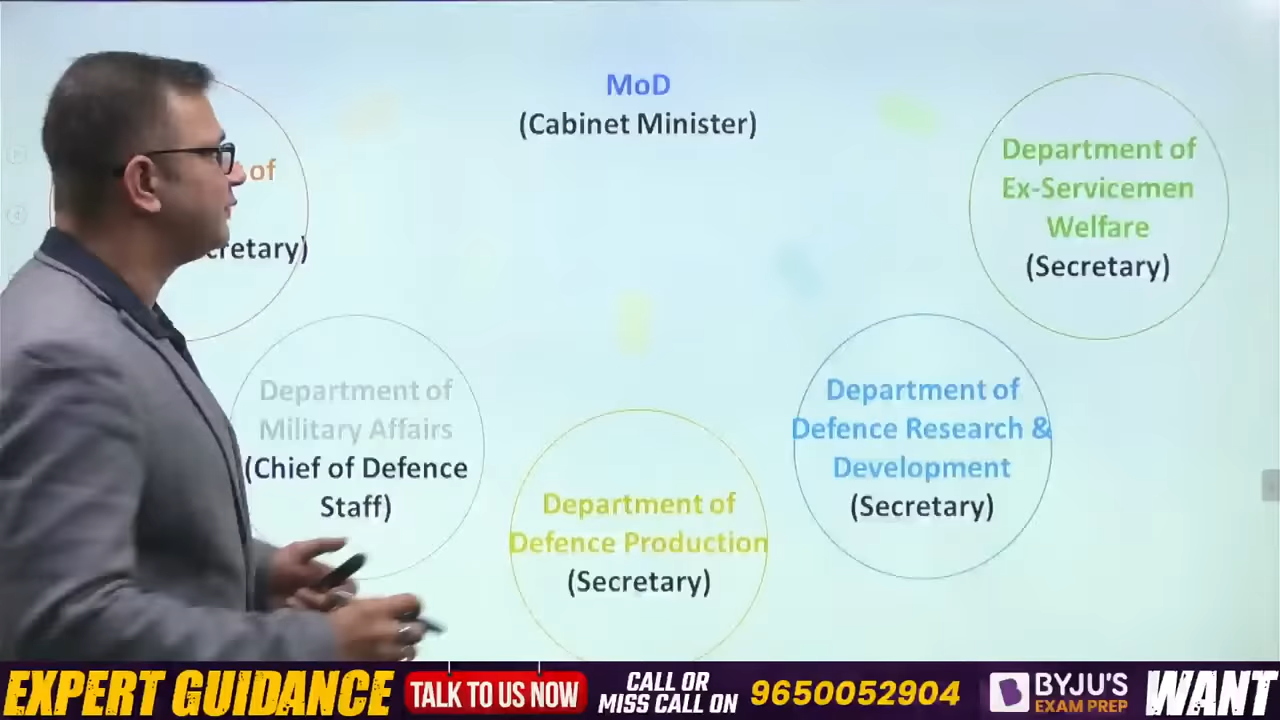 MoD
(Cabinet Minister)
of
cretary)
Department of
Military Affairs
(Chief of Defence
Staff)
Department of
Defence Production
(Secretary)
Department of
Defence Research &
Development
(Secretary)
Department of
Ex-Servicemen
Welfare
(Secretary)
EXPERT GUIDANCE
TALK TO US NOW
CALL OR
MISS CALL ON
9650052904
BYJU'S
EXAM PREP
WANT